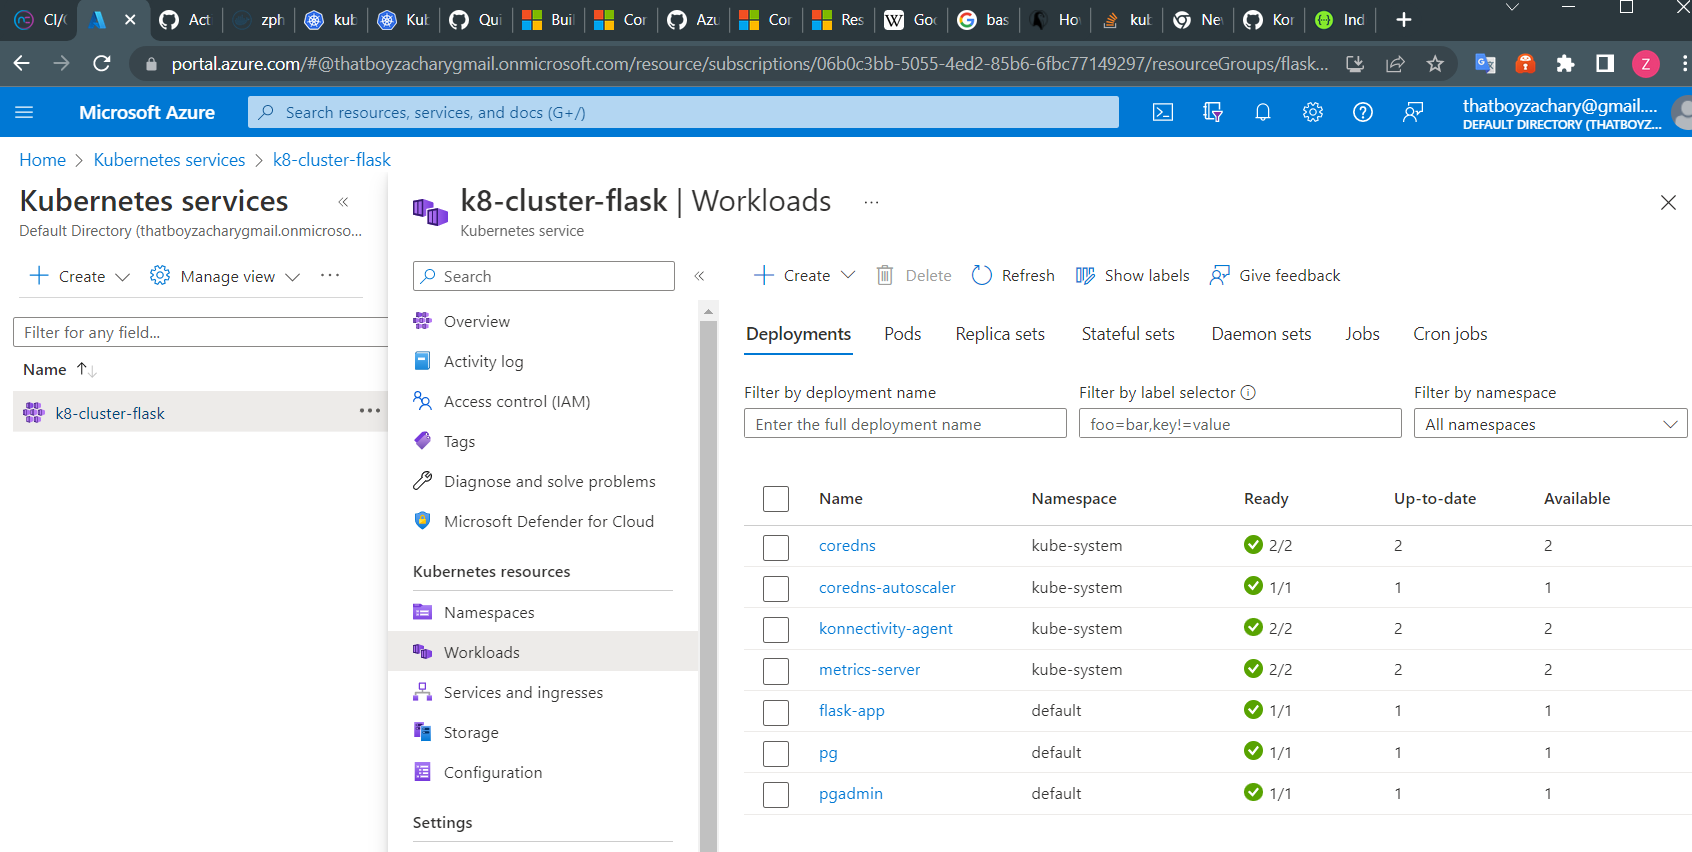 CI/C
Act
zph
kub
Kub
Qui
Buil
Con
Azu
Con
Res
Goo
bas
Hov
kub
Nev
Kor
Ind
portal.azure.com/#@thatboyzacharygmail.onmicrosoft.com/resource/subscriptions/06b0c3bb-5055-4ed2-85b6-6fbc77149297/resourceGroups/flask...
Z
Microsoft Azure
Search resources, services, and docs (G+/)
thatboyzachary@gmail....
DEFAULT DIRECTORY (THATBOYZ...
Home > Kubernetes services > k8-cluster-flask
Kubernetes services
Default Directory (thatboyzacharygmail.onmicroso...
Create
Manage view
Filter for any field...
Name
k8-cluster-flask
k8-cluster-flask | Workloads
Kubernetes service
Search
Overview
Activity log
Access control (IAM)
Tags
Diagnose and solve problems
Microsoft Defender for Cloud
Kubernetes resources
Namespaces
Workloads
Services and ingresses
Storage
Configuration
Settings
Create Delete Refresh Show labels Give feedback
Deployments Pods Replica sets Stateful sets Daemon sets Jobs Cron jobs
Filter by deployment name Filter by label selector Filter by namespace
Enter the full deployment name foo=bar,key!=value All namespaces
Name Namespace Ready Up-to-date Available
coredns kube-system 2/2 2 2
coredns-autoscaler kube-system 1/1 1 1
konnectivity-agent kube-system 2/2 2 2
metrics-server kube-system 2/2 2 2
flask-app default 1/1 1 1
pg default 1/1 1 1
pgadmin default 1/1 1 1